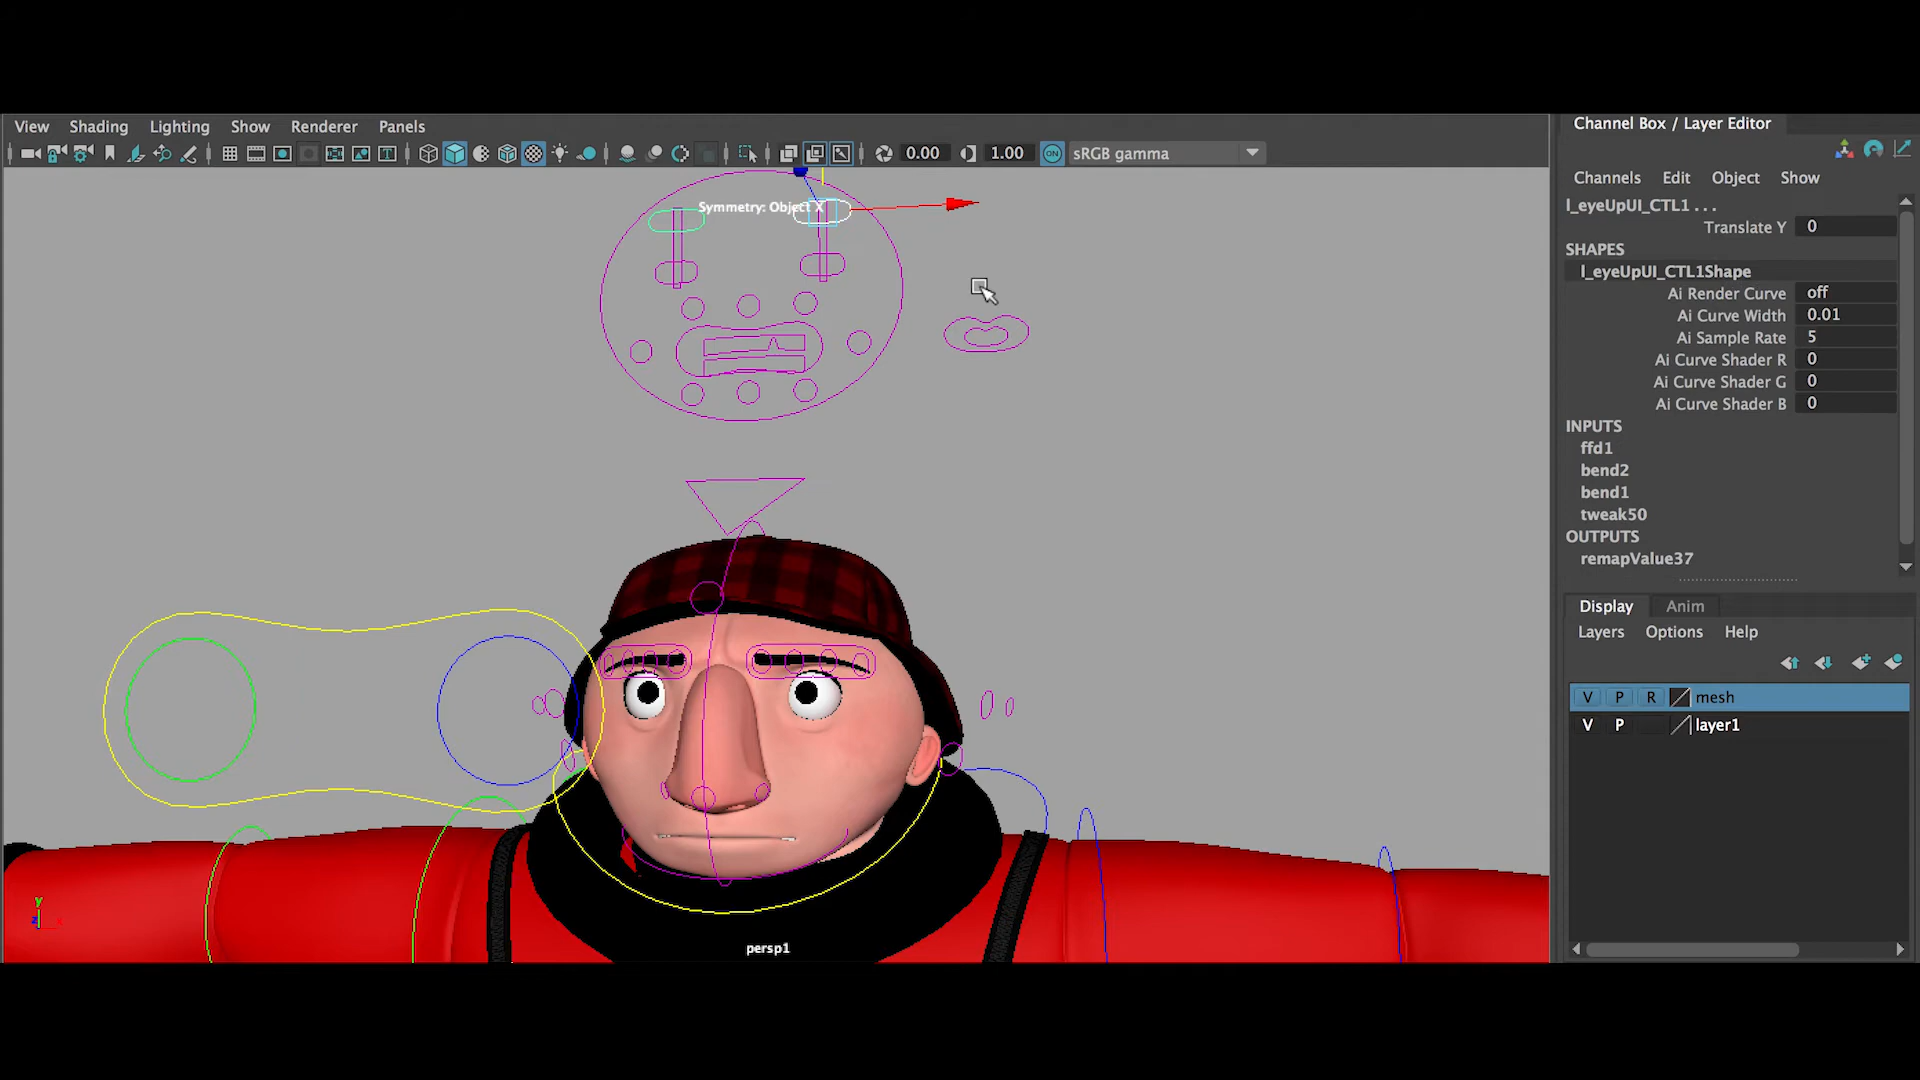 View Shading Lighting Show Renderer Panels
0.00 1.00 ON sRGB gamma
Symmetry: Object X
persp1
y
z x
Channel Box / Layer Editor
Channels Edit Object Show
l_eyeUpUI_CTL1 . . .
Translate Y 0
SHAPES
l_eyeUpUI_CTL1Shape
Ai Render Curve off
Ai Curve Width 0.01
Ai Sample Rate 5
Ai Curve Shader R 0
Ai Curve Shader G 0
Ai Curve Shader B 0
INPUTS
ffd1
bend2
bend1
tweak50
OUTPUTS
remapValue37
Display Anim
Layers Options Help
V P R mesh
V P layer1